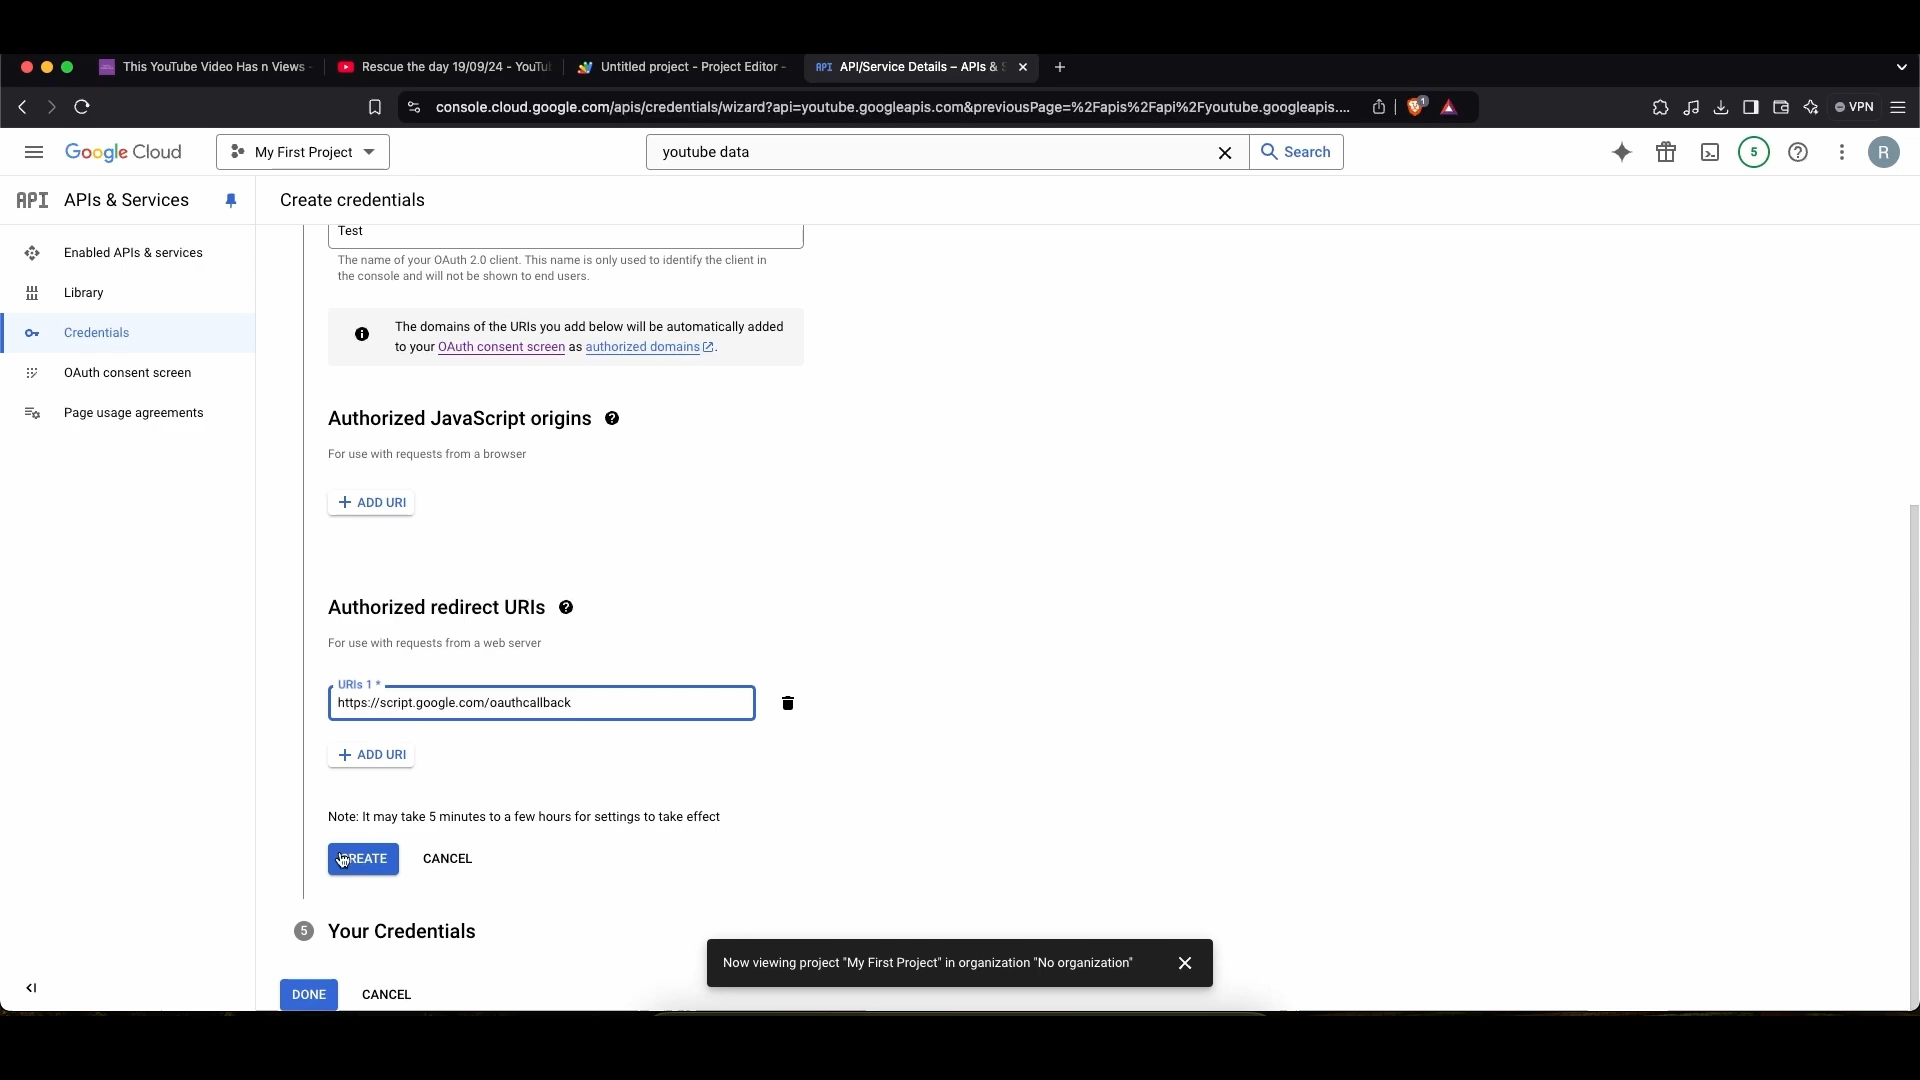 This YouTube Video Has n Views
Rescue the day 19/09/24 - YouTu
Untitled project - Project Editor -
API API/Service Details – APIs & S
console.cloud.google.com/apis/credentials/wizard?api=youtube.googleapis.com&previousPage=%2Fapis%2Fapi%2Fyoutube.googleapis....
1
VPN
Google Cloud
My First Project
youtube data
Search
5
R
API APIs & Services
Create credentials
Enabled APIs & services
Library
Credentials
OAuth consent screen
Page usage agreements
Test
The name of your OAuth 2.0 client. This name is only used to identify the client in
the console and will not be shown to end users.
The domains of the URIs you add below will be automatically added
to your OAuth consent screen as authorized domains.
Authorized JavaScript origins
For use with requests from a browser
+ ADD URI
Authorized redirect URIs
For use with requests from a web server
URIs 1 *
https://script.google.com/oauthcallback
+ ADD URI
Note: It may take 5 minutes to a few hours for settings to take effect
CREATE CANCEL
5 Your Credentials
Now viewing project "My First Project" in organization "No organization"
DONE CANCEL